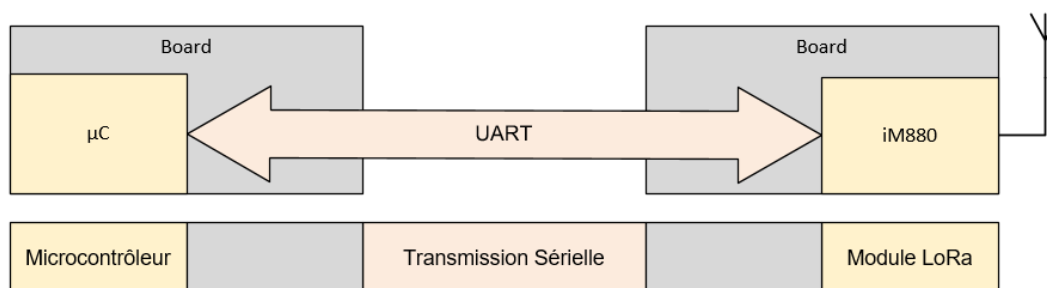 Board
Board
µC
UART
iM880
Microcontrôleur
Transmission Sérielle
Module LoRa